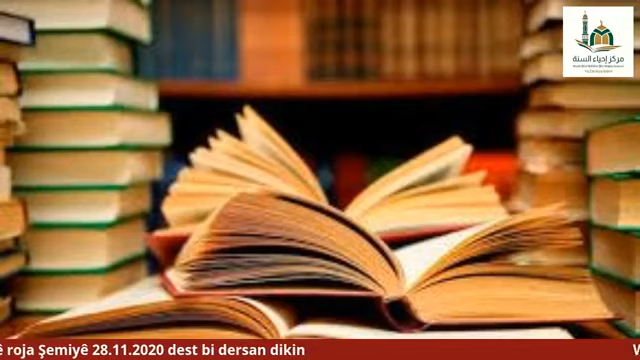 مركز إحياء السنة
ê roja Şemiyê 28.11.2020 dest bi dersan dikin
W